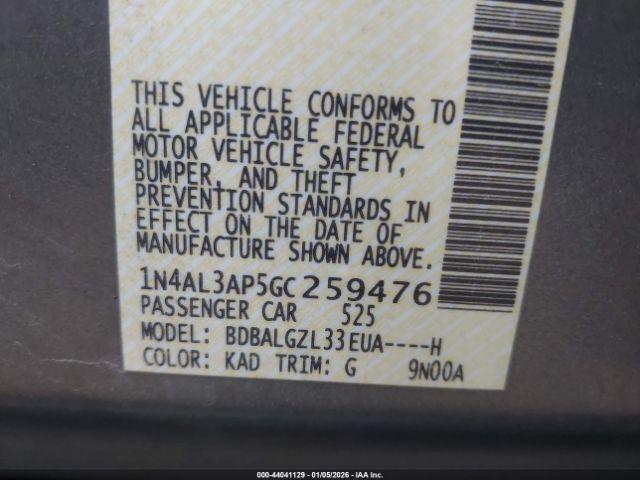 THIS VEHICLE CONFORMS TO
ALL APPLICABLE FEDERAL
MOTOR VEHICLE SAFETY,
BUMPER, AND THEFT
PREVENTION STANDARDS IN
EFFECT ON THE DATE OF
MANUFACTURE SHOWN ABOVE.
1N4AL3AP5GC259476
PASSENGER CAR 525
MODEL: BDBALGZL33EUA----H
COLOR: KAD TRIM: G 9N00A
000-44041129 - 01/05/2026 - © IAA Inc.